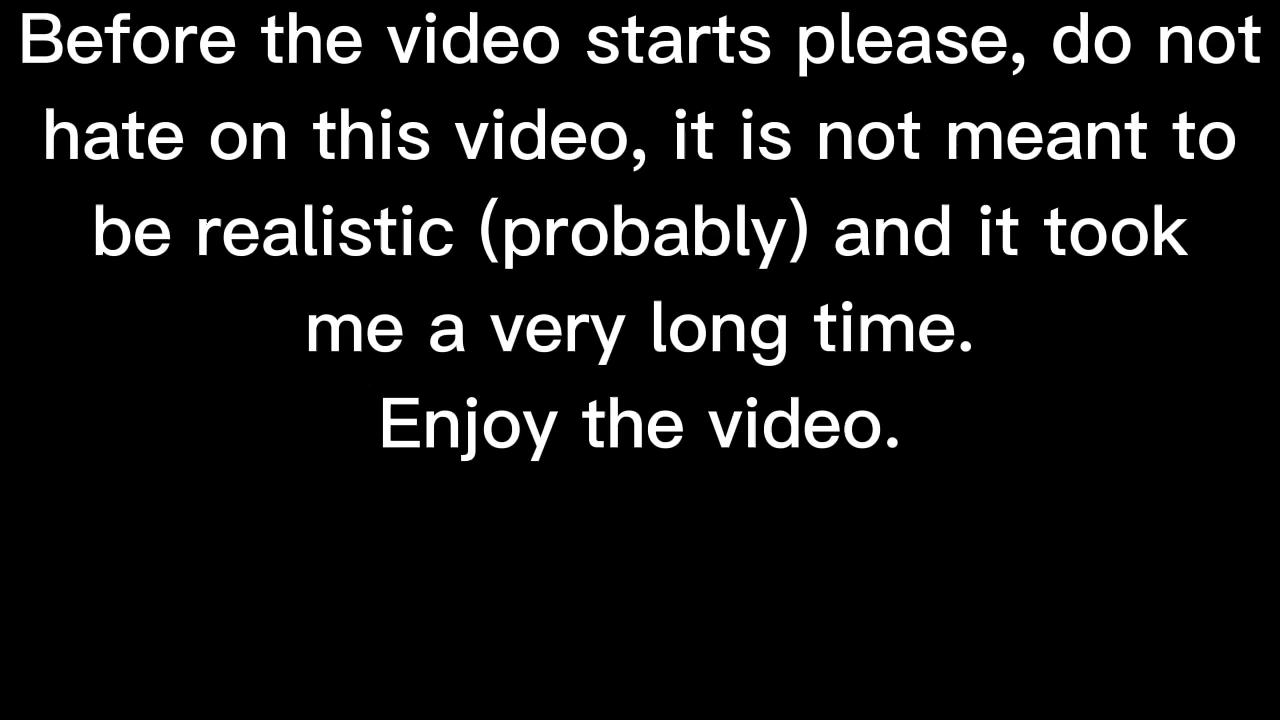 Before the video starts please, do not
hate on this video, it is not meant to
be realistic (probably) and it took
me a very long time.
Enjoy the video.